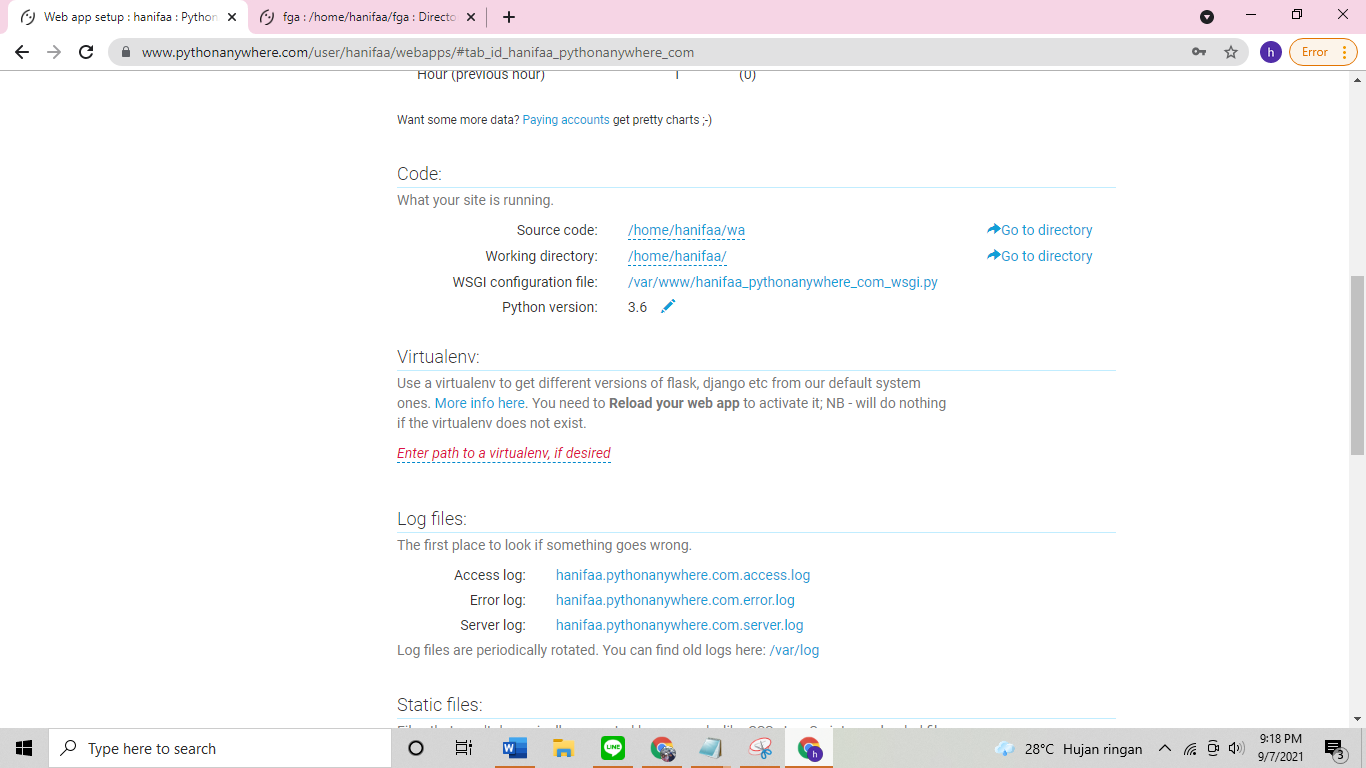 Web app setup : hanifaa : Python
fga : /home/hanifaa/fga : Directo
www.pythonanywhere.com/user/hanifaa/webapps/#tab_id_hanifaa_pythonanywhere_com
h
Error
Hour (previous hour) 1 (0)
Want some more data? Paying accounts get pretty charts ;-)
Code:
What your site is running.
Source code: /home/hanifaa/wa Go to directory
Working directory: /home/hanifaa/ Go to directory
WSGI configuration file: /var/www/hanifaa_pythonanywhere_com_wsgi.py
Python version: 3.6
Virtualenv:
Use a virtualenv to get different versions of flask, django etc from our default system
ones. More info here. You need to Reload your web app to activate it; NB - will do nothing
if the virtualenv does not exist.
Enter path to a virtualenv, if desired
Log files:
The first place to look if something goes wrong.
Access log: hanifaa.pythonanywhere.com.access.log
Error log: hanifaa.pythonanywhere.com.error.log
Server log: hanifaa.pythonanywhere.com.server.log
Log files are periodically rotated. You can find old logs here: /var/log
Static files:
Type here to search
LINE
h
28°C Hujan ringan
9:18 PM
9/7/2021
3